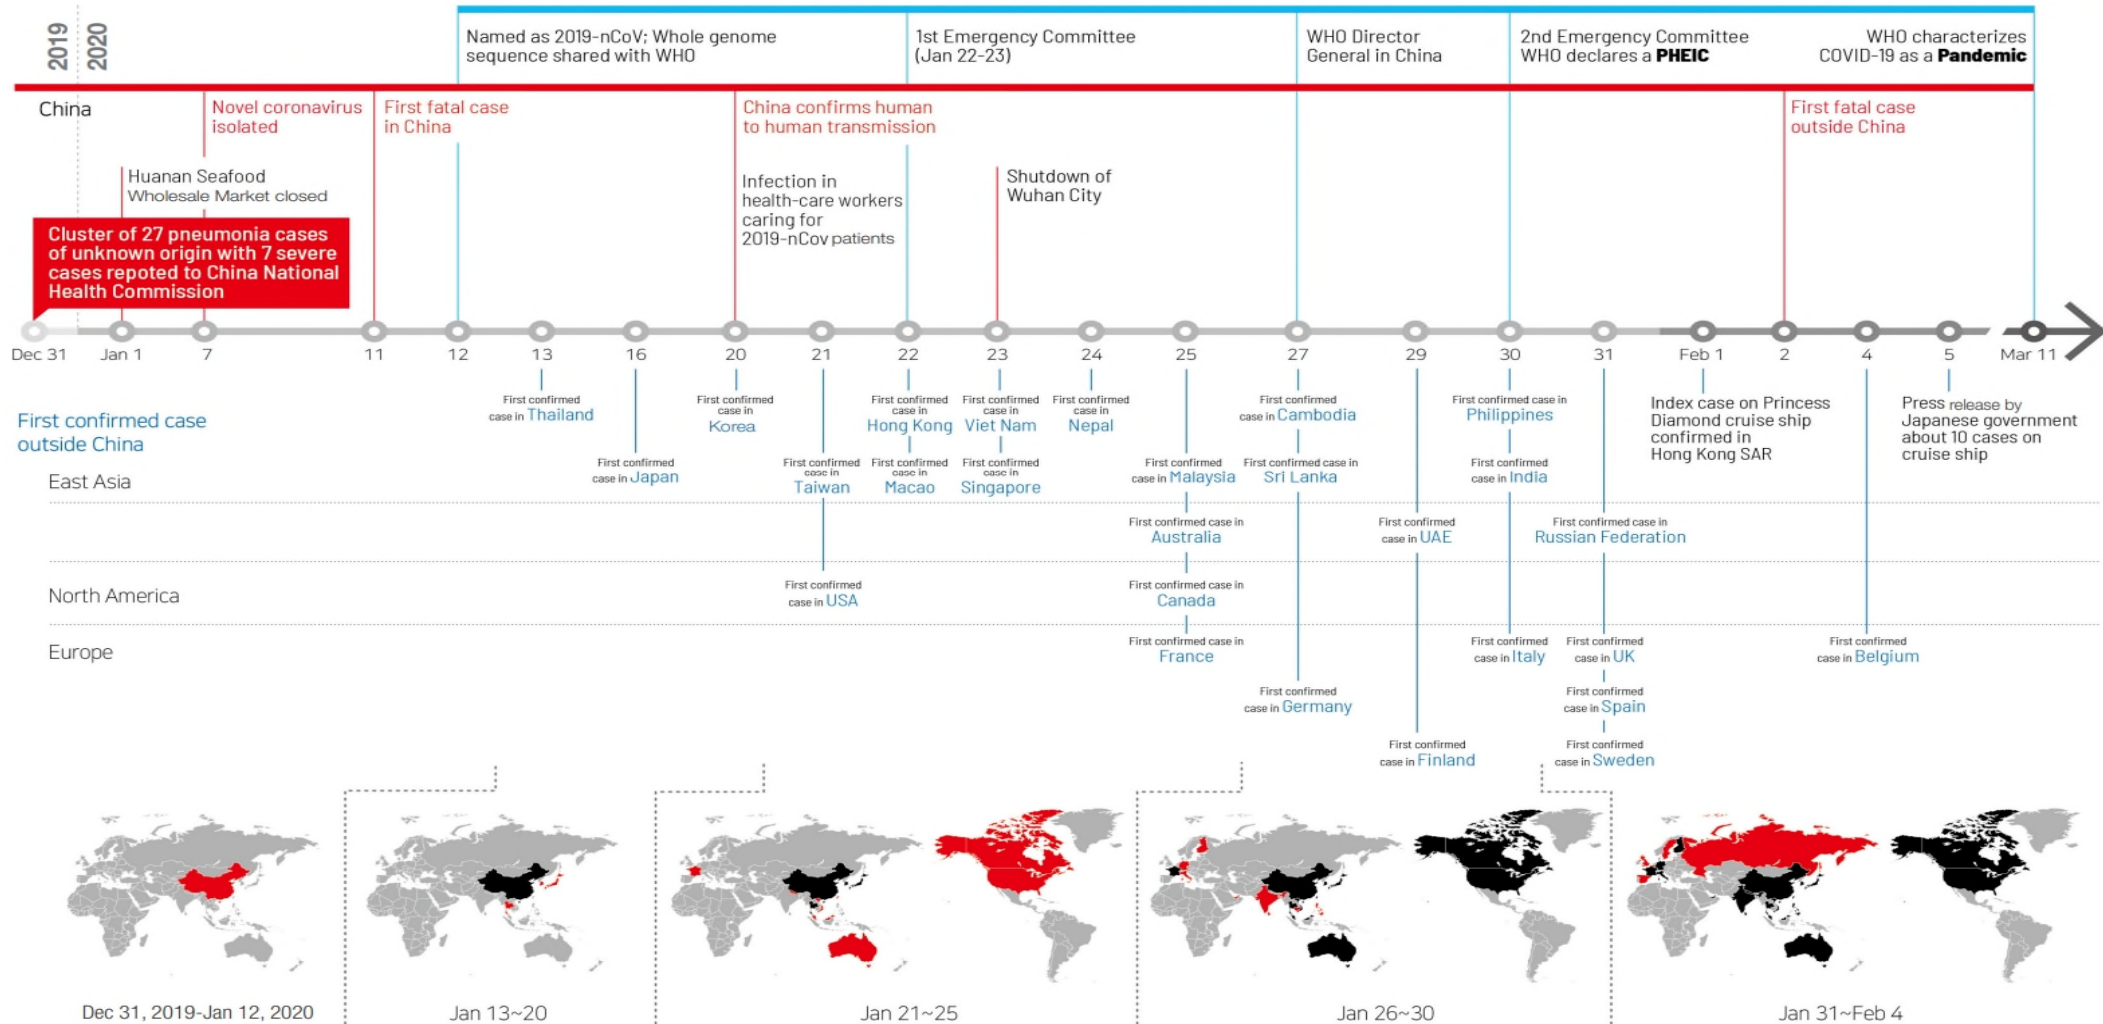 2019
2020
Named as 2019-nCoV; Whole genome
sequence shared with WHO
1st Emergency Committee
(Jan 22-23)
WHO Director
General in China
2nd Emergency Committee
WHO declares a PHEIC
WHO characterizes
COVID-19 as a Pandemic
China
Novel coronavirus
isolated
First fatal case
in China
China confirms human
to human transmission
First fatal case
outside China
Huanan Seafood
Wholesale Market closed
Infection in
health-care workers
caring for
2019-nCov patients
Shutdown of
Wuhan City
Cluster of 27 pneumonia cases
of unknown origin with 7 severe
cases repoted to China National
Health Commission
Dec 31
Jan 1
7
11
12
13
16
20
21
22
23
24
25
27
29
30
31
Feb 1
2
4
5
Mar 11
First confirmed case
outside China
East Asia
First confirmed
case in Thailand
First confirmed
case in Japan
First confirmed
case in
Korea
First confirmed
case in
Taiwan
First confirmed
case in
Hong Kong
First confirmed
case in
Macao
First confirmed
case in
Viet Nam
First confirmed
case in
Singapore
First confirmed
case in
Nepal
First confirmed
case in Malaysia
First confirmed
case in Cambodia
First confirmed case in
Sri Lanka
First confirmed case in
Philippines
First confirmed
case in India
Index case on Princess
Diamond cruise ship
confirmed in
Hong Kong SAR
Press release by
Japanese government
about 10 cases on
cruise ship
First confirmed case in
Australia
First confirmed
case in UAE
First confirmed case in
Russian Federation
North America
First confirmed
case in USA
First confirmed case in
Canada
Europe
First confirmed case in
France
First confirmed
case in Germany
First confirmed
case in Finland
First confirmed
case in Italy
First confirmed
case in UK
First confirmed
case in Spain
First confirmed
case in Sweden
First confirmed
case in Belgium
Dec 31, 2019-Jan 12, 2020
Jan 13~20
Jan 21~25
Jan 26~30
Jan 31~Feb 4